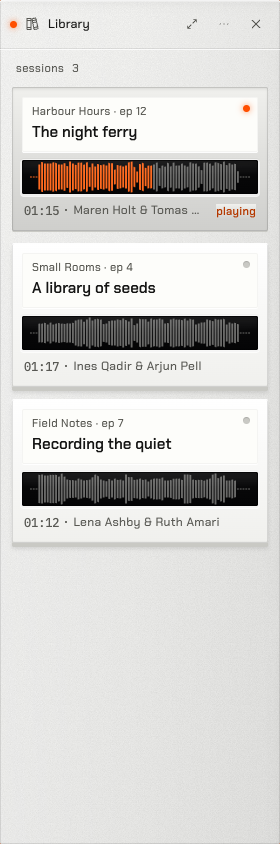 Library
sessions 3
Harbour Hours · ep 12
The night ferry
01:15 · Maren Holt & Tomas ... playing
Small Rooms · ep 4
A library of seeds
01:17 · Ines Qadir & Arjun Pell
Field Notes · ep 7
Recording the quiet
01:12 · Lena Ashby & Ruth Amari